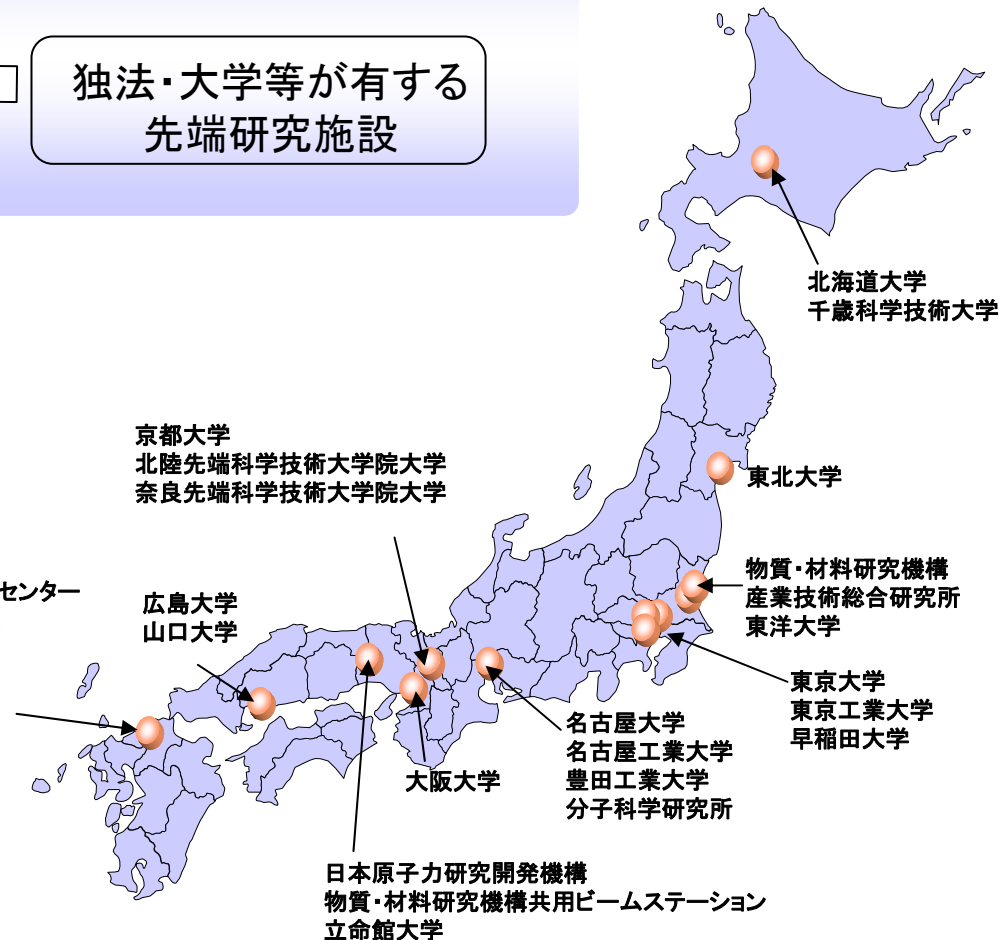 独法・大学等が有する
先端研究施設
北海道大学
千歳科学技術大学
京都大学
北陸先端科学技術大学院大学
奈良先端科学技術大学院大学
東北大学
センター
広島大学
山口大学
物質・材料研究機構
産業技術総合研究所
東洋大学
東京大学
東京工業大学
早稲田大学
名古屋大学
名古屋工業大学
豊田工業大学
分子科学研究所
大阪大学
日本原子力研究開発機構
物質・材料研究機構共用ビームステーション
立命館大学